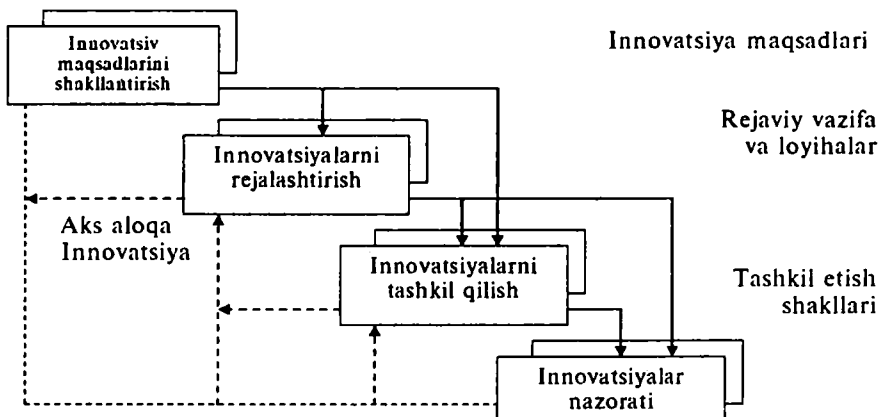 Innovatsiv
maqsadlarini
shakllantirish
Innovatsiya maqsadlari
Rejaviy vazifa
va loyihalar
Innovatsiyalarni
rejalashtirish
Aks aloqa
Innovatsiya
Innovatsiyalarni
tashkil qilish
Tashkil etish
shakllari
Innovatsiyalar
nazorati